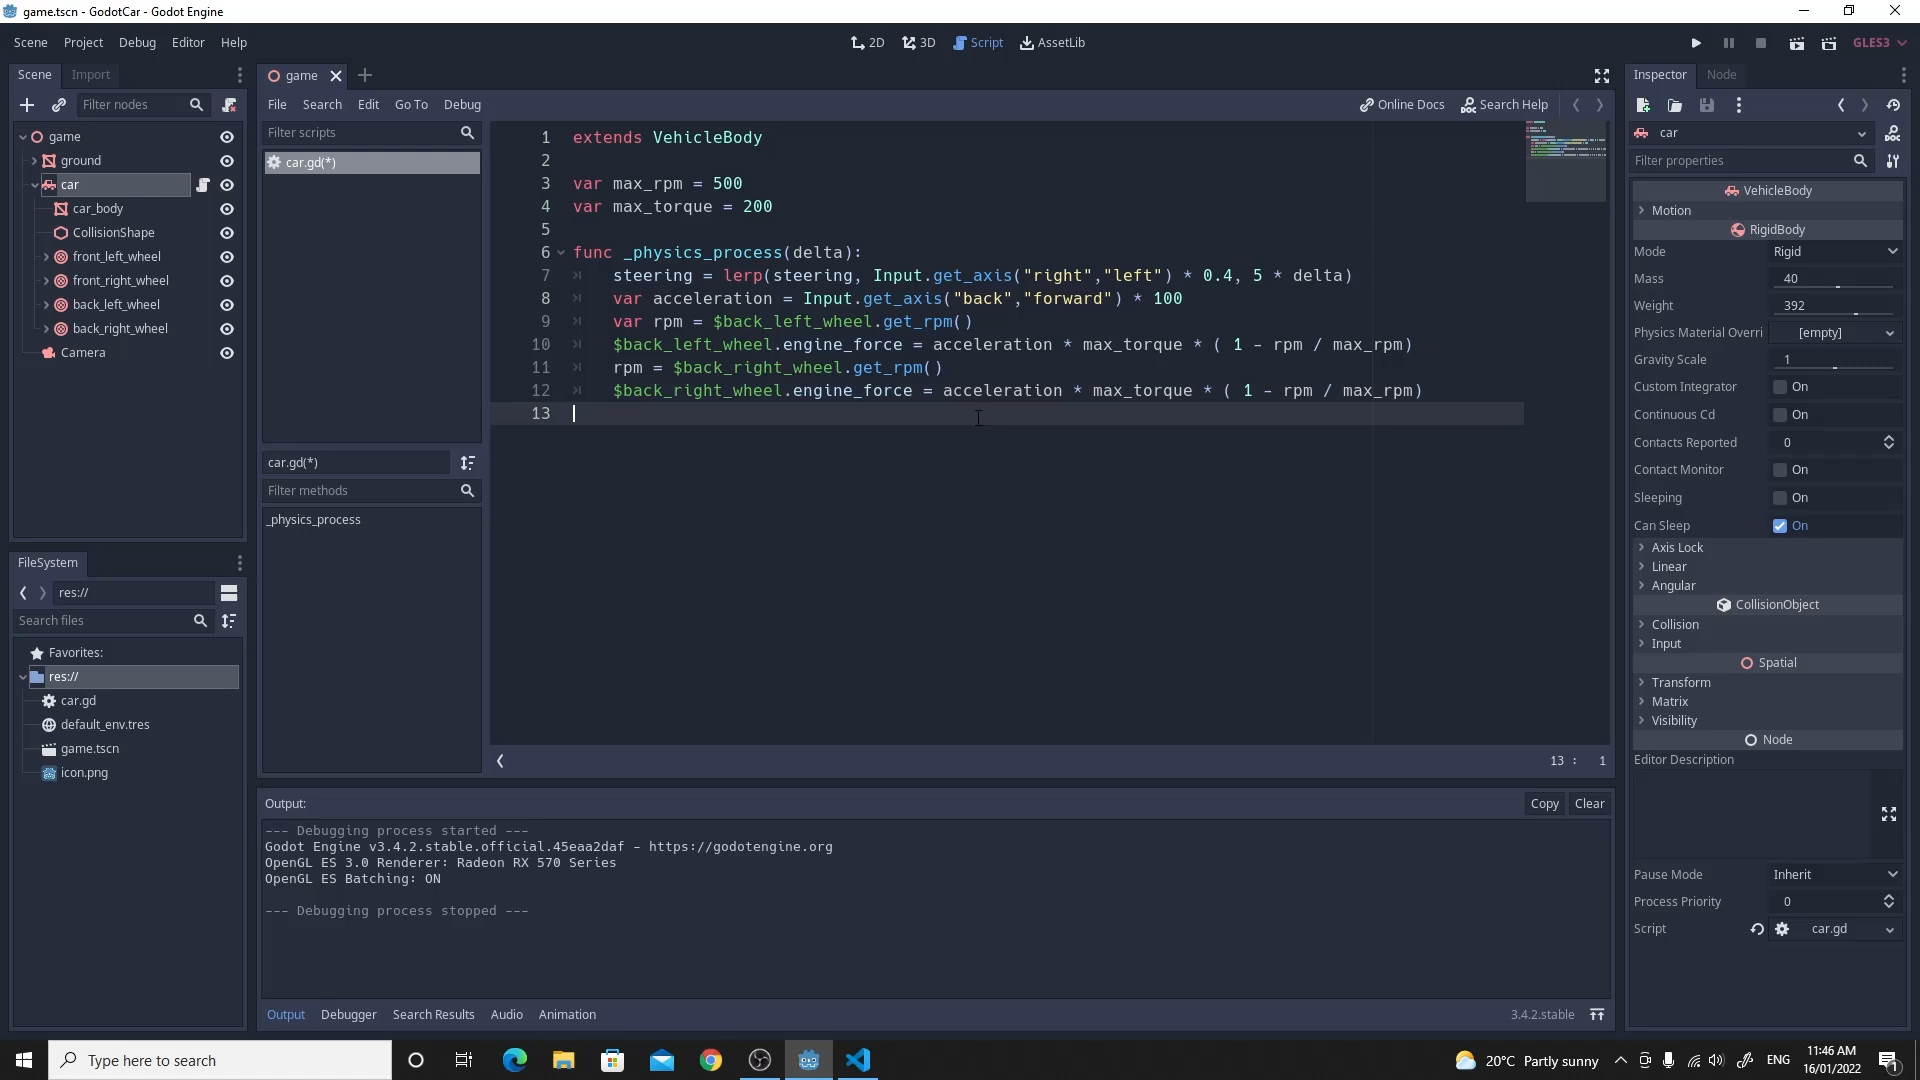 game.tscn - GodotCar - Godot Engine
Scene Project Debug Editor Help
2D 3D Script AssetLib
GLES3
Scene Import
Filter nodes
game
ground
car
car_body
CollisionShape
front_left_wheel
front_right_wheel
back_left_wheel
back_right_wheel
Camera
FileSystem
res://
Search files
Favorites:
res://
car.gd
default_env.tres
game.tscn
icon.png
game
File Search Edit Go To Debug
Online Docs Search Help
Filter scripts
car.gd(*)
car.gd(*)
Filter methods
_physics_process
1 extends VehicleBody
2
3 var max_rpm = 500
4 var max_torque = 200
5
6 func _physics_process(delta):
7 steering = lerp(steering, Input.get_axis("right","left") * 0.4, 5 * delta)
8 var acceleration = Input.get_axis("back","forward") * 100
9 var rpm = $back_left_wheel.get_rpm()
10 $back_left_wheel.engine_force = acceleration * max_torque * ( 1 - rpm / max_rpm)
11 rpm = $back_right_wheel.get_rpm()
12 $back_right_wheel.engine_force = acceleration * max_torque * ( 1 - rpm / max_rpm)
13
13 : 1
Output:
Copy Clear
--- Debugging process started ---
Godot Engine v3.4.2.stable.official.45eaa2daf - https://godotengine.org
OpenGL ES 3.0 Renderer: Radeon RX 570 Series
OpenGL ES Batching: ON
--- Debugging process stopped ---
Output Debugger Search Results Audio Animation
3.4.2.stable
Inspector Node
car
Filter properties
VehicleBody
Motion
RigidBody
Mode Rigid
Mass 40
Weight 392
Physics Material Overri [empty]
Gravity Scale 1
Custom Integrator On
Continuous Cd On
Contacts Reported 0
Contact Monitor On
Sleeping On
Can Sleep On
Axis Lock
Linear
Angular
CollisionObject
Collision
Input
Spatial
Transform
Matrix
Visibility
Node
Editor Description
Pause Mode Inherit
Process Priority 0
Script car.gd
Type here to search
20°C Partly sunny
ENG
11:46 AM
16/01/2022
1